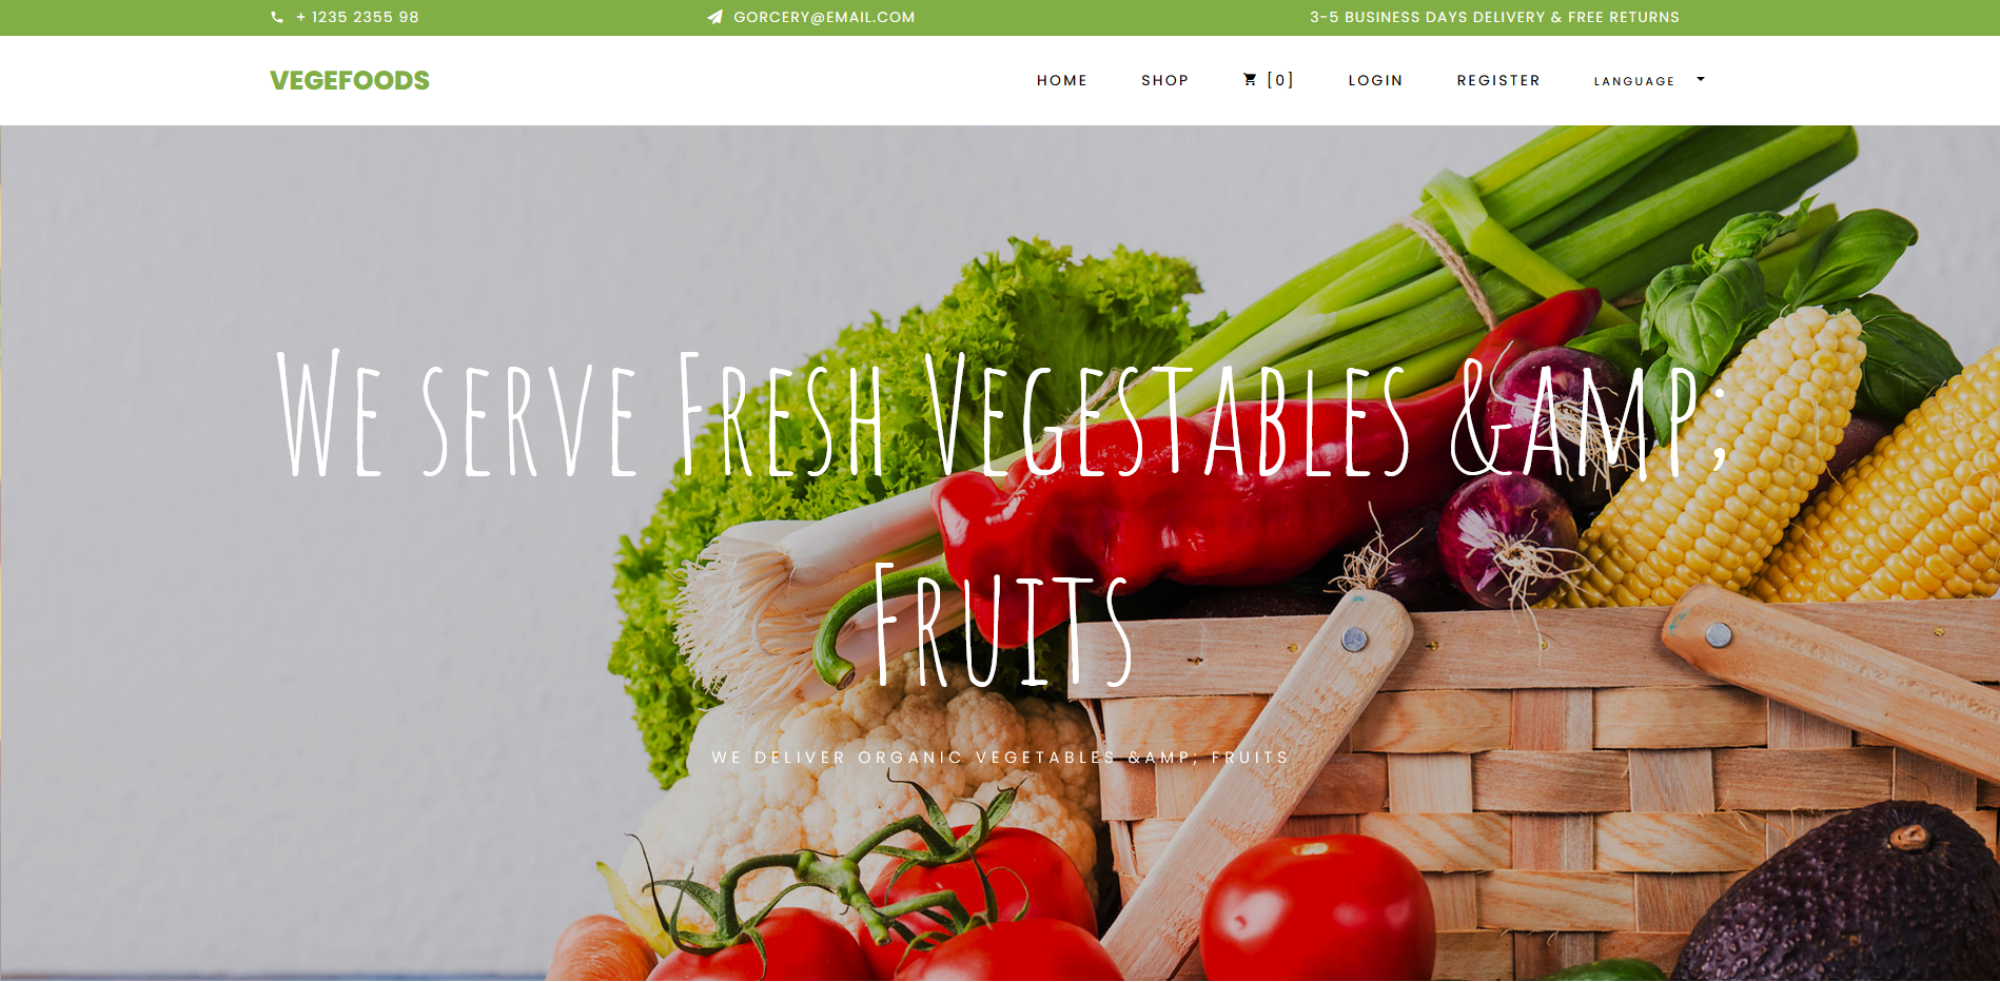 + 1235 2355 98
GORCERY@EMAIL.COM
3-5 BUSINESS DAYS DELIVERY & FREE RETURNS
VEGEFOODS
HOME
SHOP
[0]
LOGIN
REGISTER
LANGUAGE
WE SERVE FRESH VEGESTABLES &AMP;
FRUITS
WE DELIVER ORGANIC VEGETABLES &AMP; FRUITS